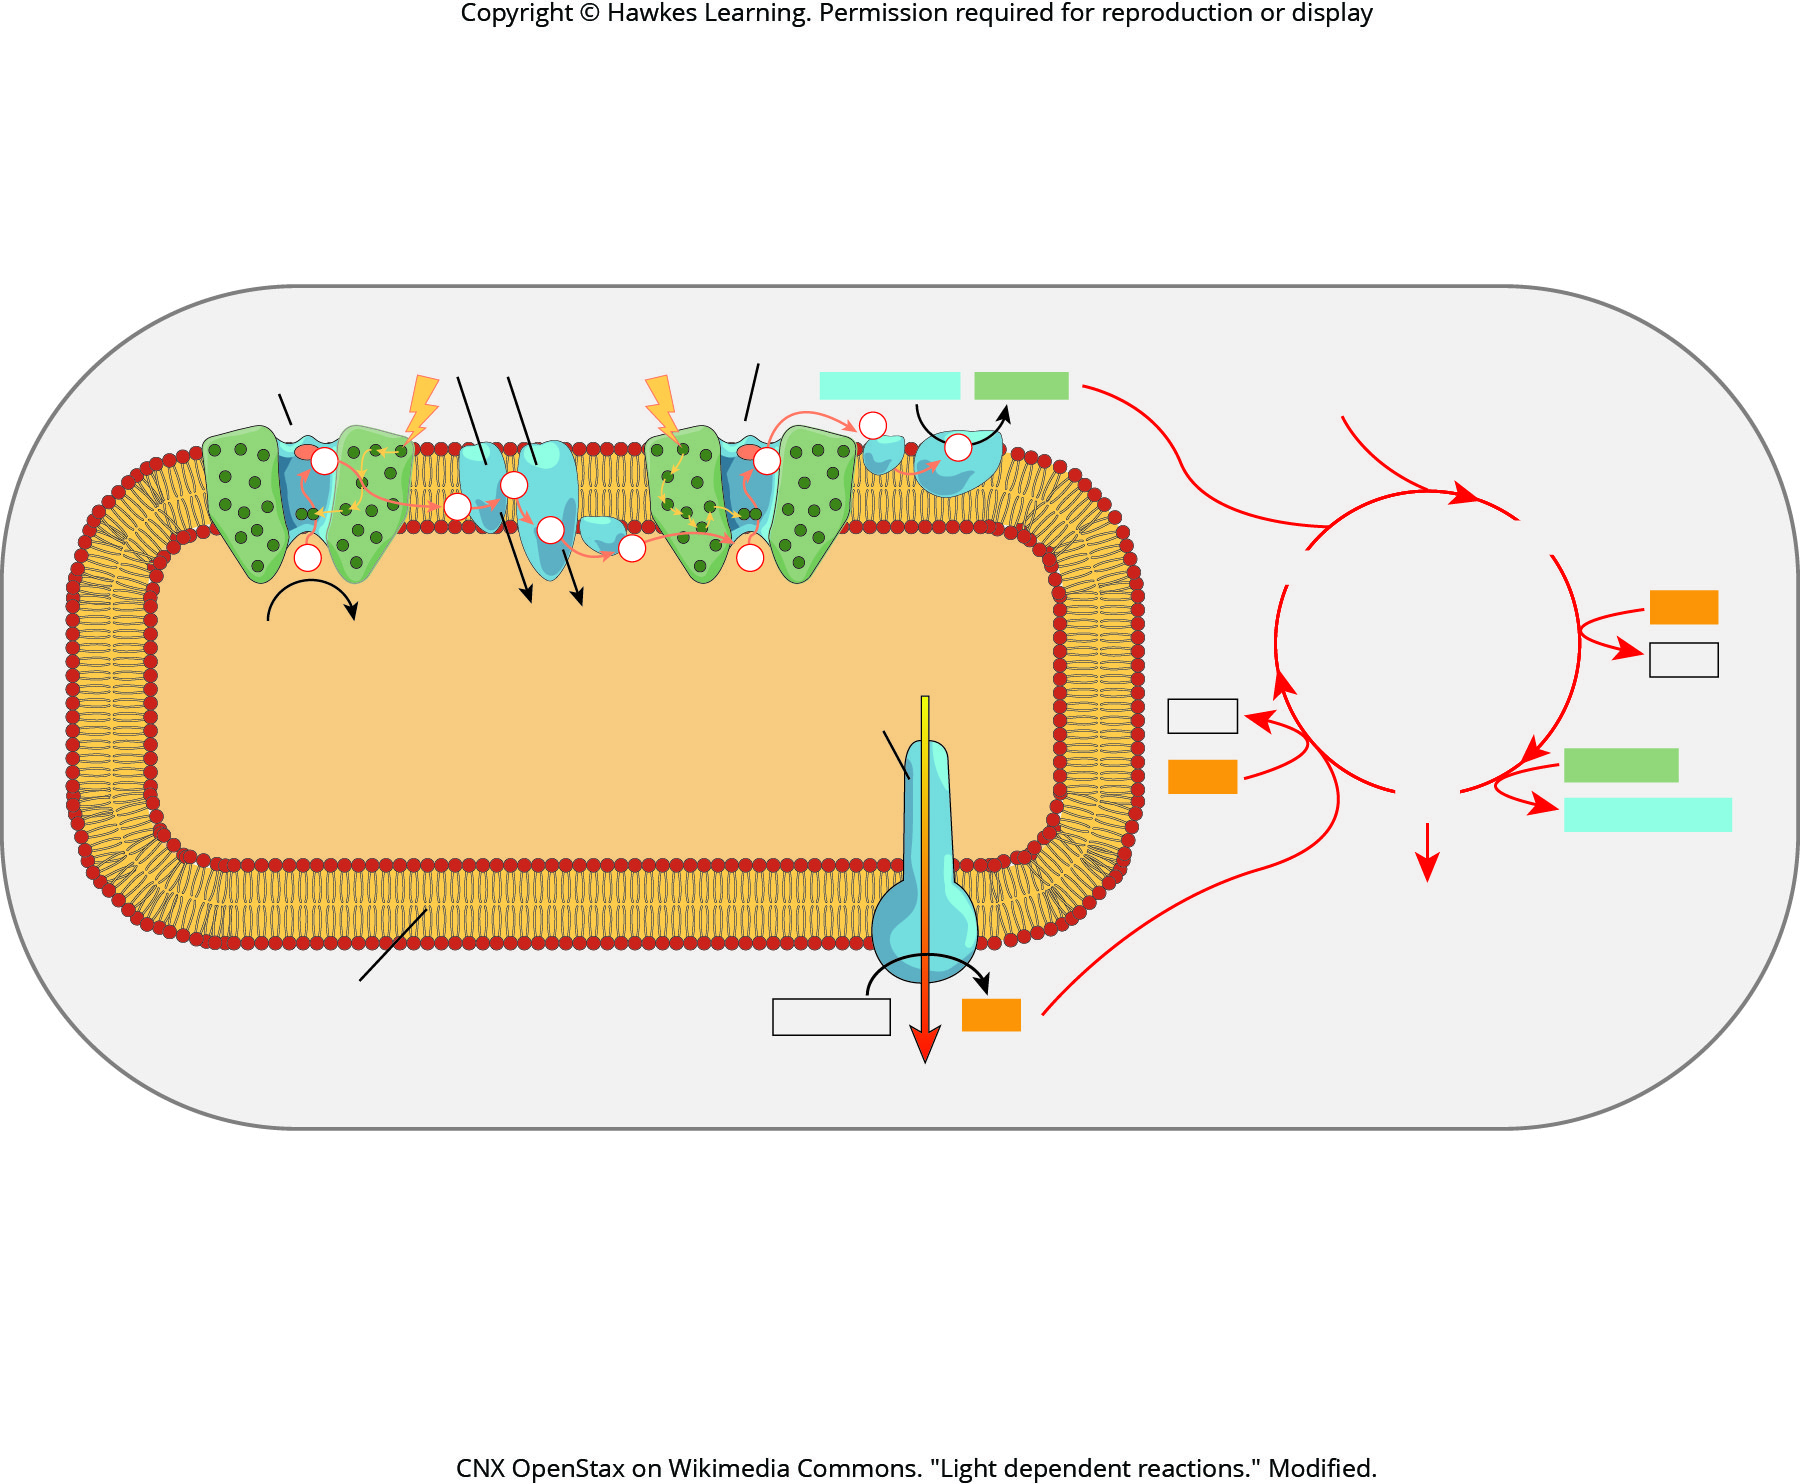 Copyright © Hawkes Learning. Permission required for reproduction or display
CNX OpenStax on Wikimedia Commons. "Light dependent reactions." Modified.